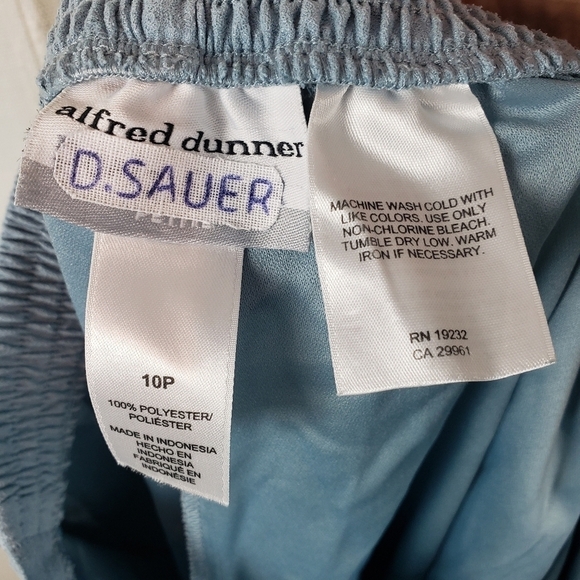 alfred dunner
D.SAUER
PETITE
10P
100% POLYESTER/
POLIÉSTER
MADE IN INDONESIA
HECHO EN
INDONESIA
FABRIQUÉ EN
INDONÉSIE
MACHINE WASH COLD WITH
LIKE COLORS. USE ONLY
NON-CHLORINE BLEACH.
TUMBLE DRY LOW. WARM
IRON IF NECESSARY.
RN 19232
CA 29961